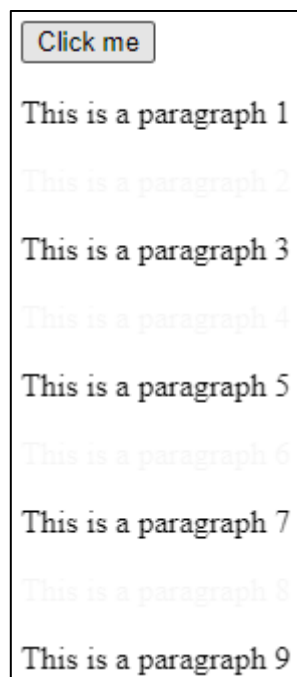 Click me
This is a paragraph 1
This is a paragraph 2
This is a paragraph 3
This is a paragraph 4
This is a paragraph 5
This is a paragraph 6
This is a paragraph 7
This is a paragraph 8
This is a paragraph 9